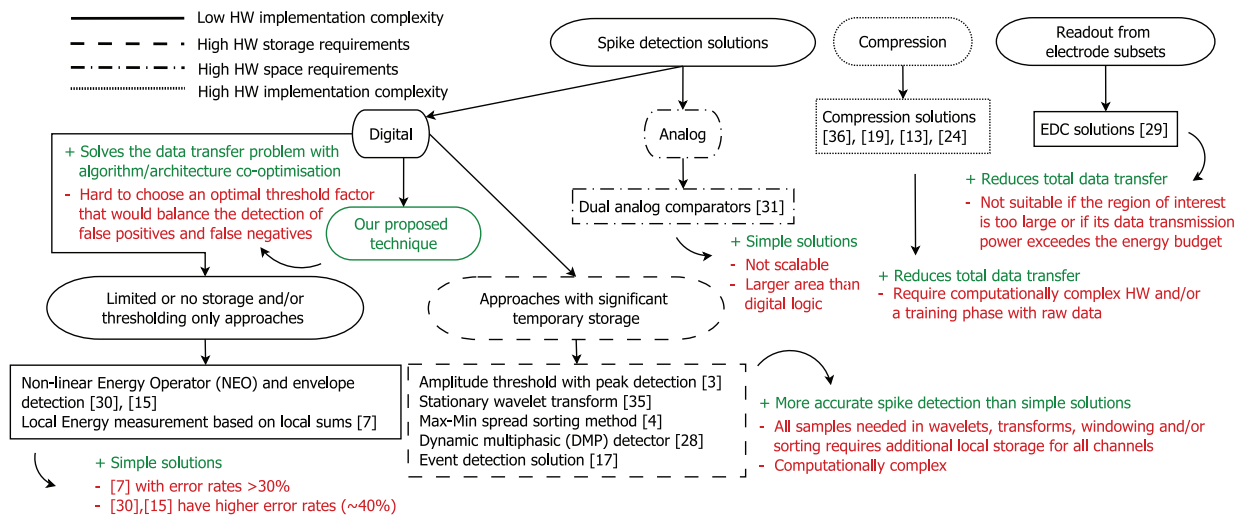 Low HW implementation complexity
High HW storage requirements
High HW space requirements
High HW implementation complexity
Spike detection solutions
Compression
Readout from
electrode subsets
Digital
Analog
Compression solutions
[36], [19], [13], [24]
EDC solutions [29]
+ Solves the data transfer problem with
algorithm/architecture co-optimisation
- Hard to choose an optimal threshold factor
that would balance the detection of
false positives and false negatives
Our proposed
technique
Dual analog comparators [31]
+ Reduces total data transfer
- Not suitable if the region of interest
is too large or if its data transmission
power exceedes the energy budget
+ Simple solutions
- Not scalable
- Larger area than
digital logic
+ Reduces total data transfer
- Require computationally complex HW and/or
a training phase with raw data
Limited or no storage and/or
thresholding only approaches
Approaches with significant
temporary storage
Non-linear Energy Operator (NEO) and envelope
detection [30], [15]
Local Energy measurement based on local sums [7]
Amplitude threshold with peak detection [3]
Stationary wavelet transform [35]
Max-Min spread sorting method [4]
Dynamic multiphasic (DMP) detector [28]
Event detection solution [17]
+ More accurate spike detection than simple solutions
- All samples needed in wavelets, transforms, windowing and/or
sorting requires additional local storage for all channels
- Computationally complex
+ Simple solutions
- [7] with error rates >30%
- [30],[15] have higher error rates (~40%)